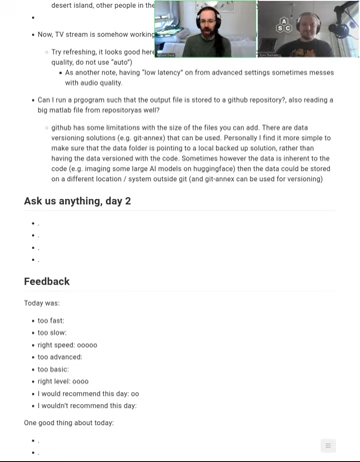 desert island, other people in the
Now, TV stream is somehow working
Try refreshing, it looks good here
quality, do not use "auto")
As another note, having "low latency" on from advanced settings sometimes messes
with audio quality.
Can I run a prgogram such that the output file is stored to a github repository?, also reading a
big matlab file from repositoryas well?
github has some limitations with the size of the files you can add. There are data
versioning solutions (e.g. git-annex) that can be used. Personally I find it more simple to
make sure that the data folder is pointing to a local backed up solution, rather than
having the data versioned with the code. Sometimes however the data is inherent to the
code (e.g. imaging some large AI models on huggingface) then the data could be stored
on a different location / system outside git (and git-annex can be used for versioning)
Ask us anything, day 2
.
.
.
.
Feedback
Today was:
too fast:
too slow:
right speed: ooooo
too advanced:
too basic:
right level: oooo
I would recommend this day: oo
I wouldn't recommend this day:
One good thing about today:
.
.